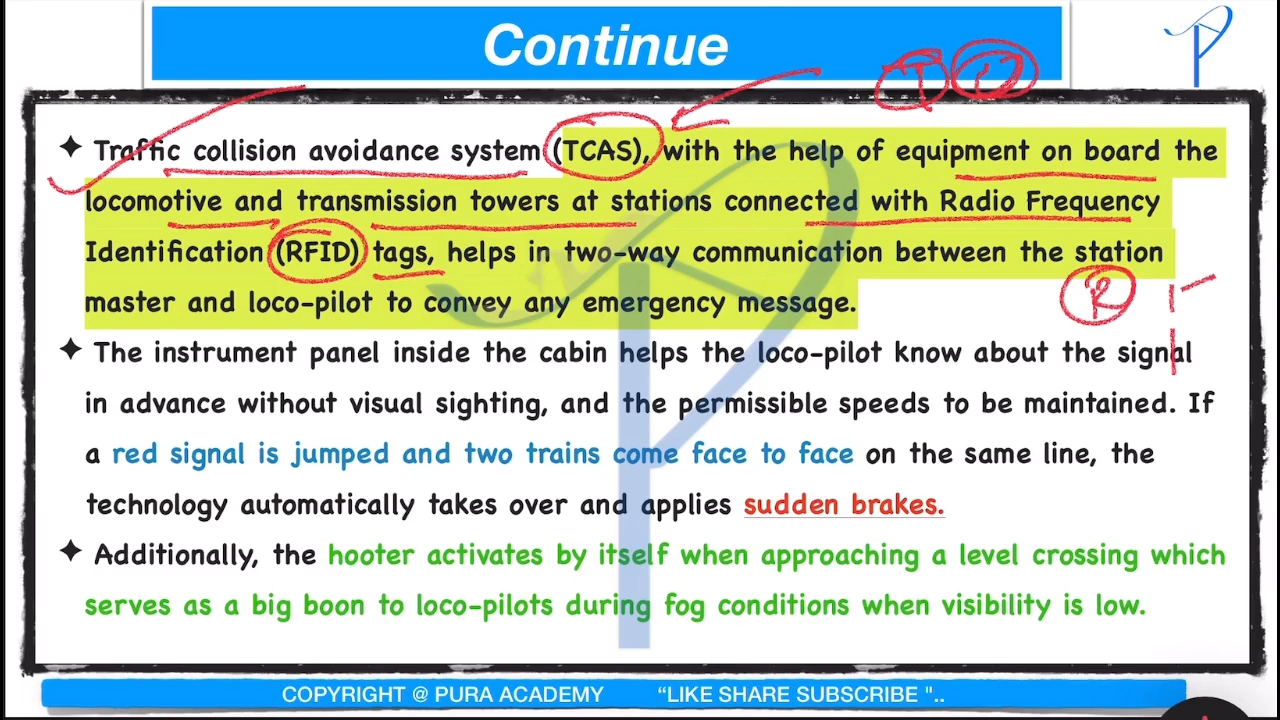 Continue
Traffic collision avoidance system (TCAS), with the help of equipment on board the
locomotive and transmission towers at stations connected with Radio Frequency
Identification (RFID) tags, helps in two-way communication between the station
master and loco-pilot to convey any emergency message.
The instrument panel inside the cabin helps the loco-pilot know about the signal
in advance without visual sighting, and the permissible speeds to be maintained. If
a red signal is jumped and two trains come face to face on the same line, the
technology automatically takes over and applies sudden brakes.
Additionally, the hooter activates by itself when approaching a level crossing which
serves as a big boon to loco-pilots during fog conditions when visibility is low.
COPYRIGHT @ PURA ACADEMY “LIKE SHARE SUBSCRIBE "..
T
R